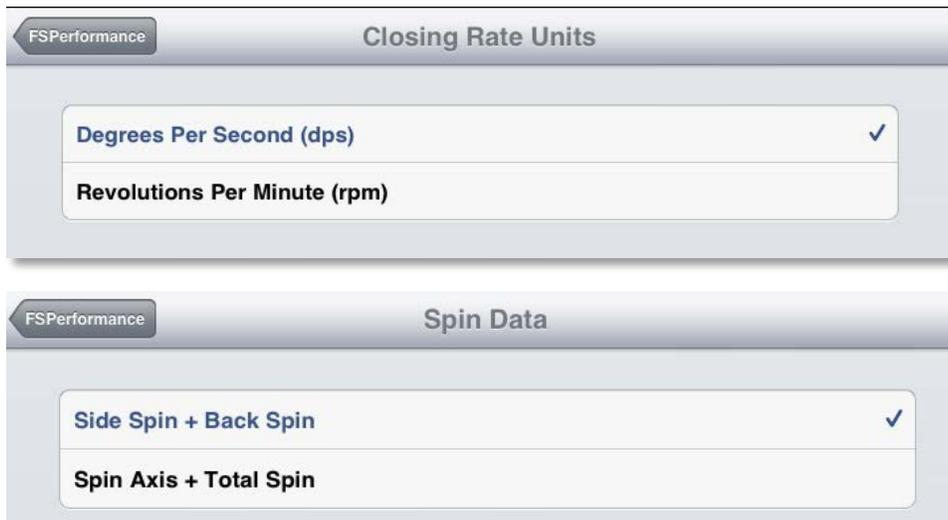 FSPerformance
Closing Rate Units
Degrees Per Second (dps)
Revolutions Per Minute (rpm)
FSPerformance
Spin Data
Side Spin + Back Spin
Spin Axis + Total Spin